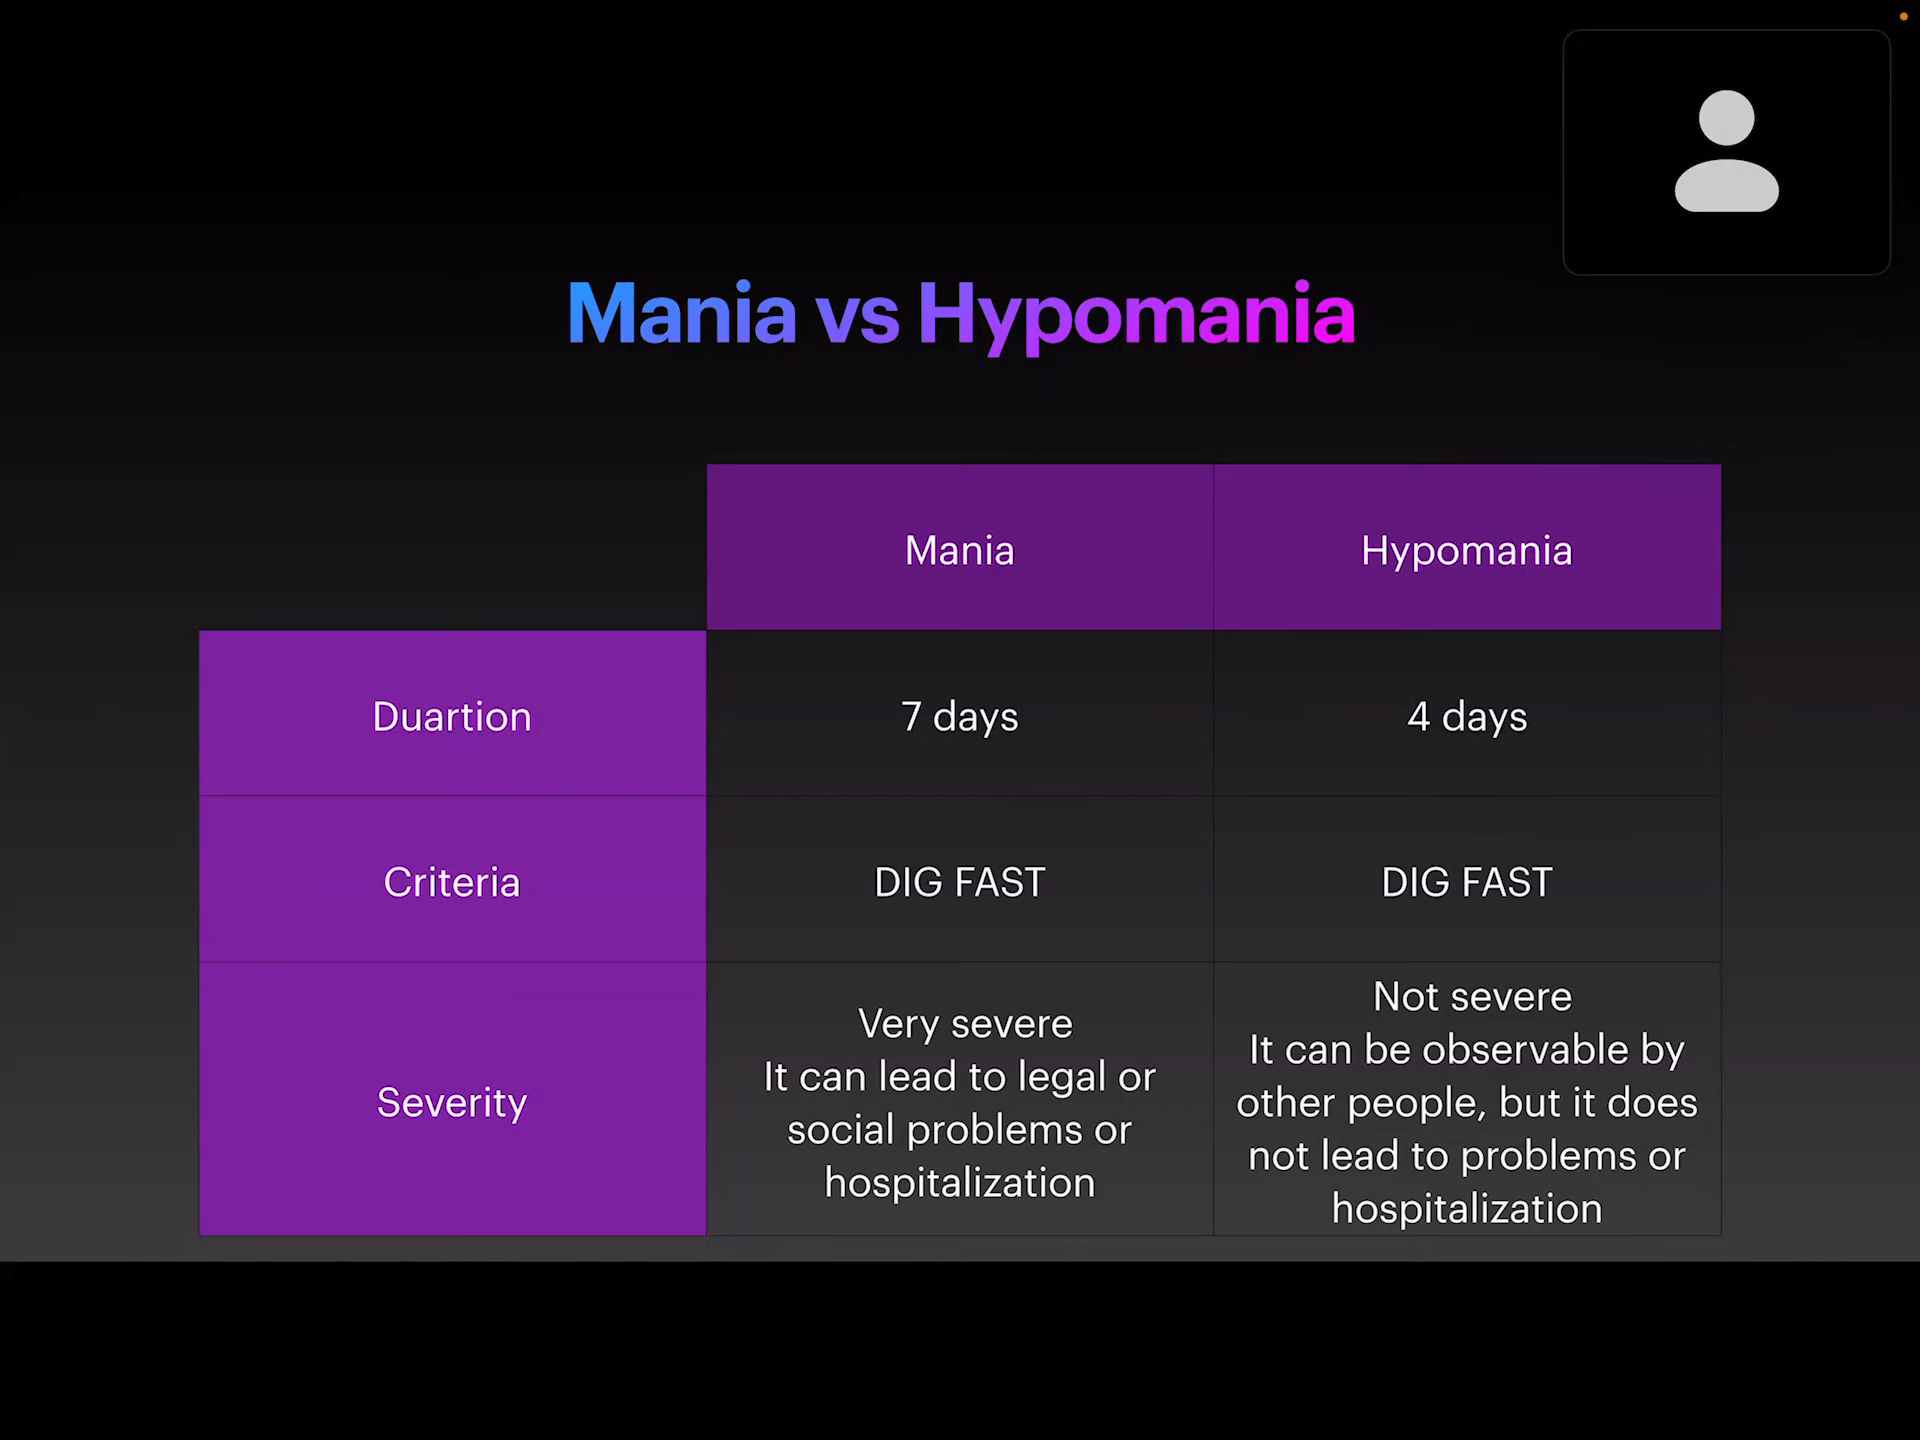 Mania vs Hypomania
Mania
Hypomania
Duartion
7 days
4 days
Criteria
DIG FAST
DIG FAST
Severity
Very severe
It can lead to legal or
social problems or
hospitalization
Not severe
It can be observable by
other people, but it does
not lead to problems or
hospitalization